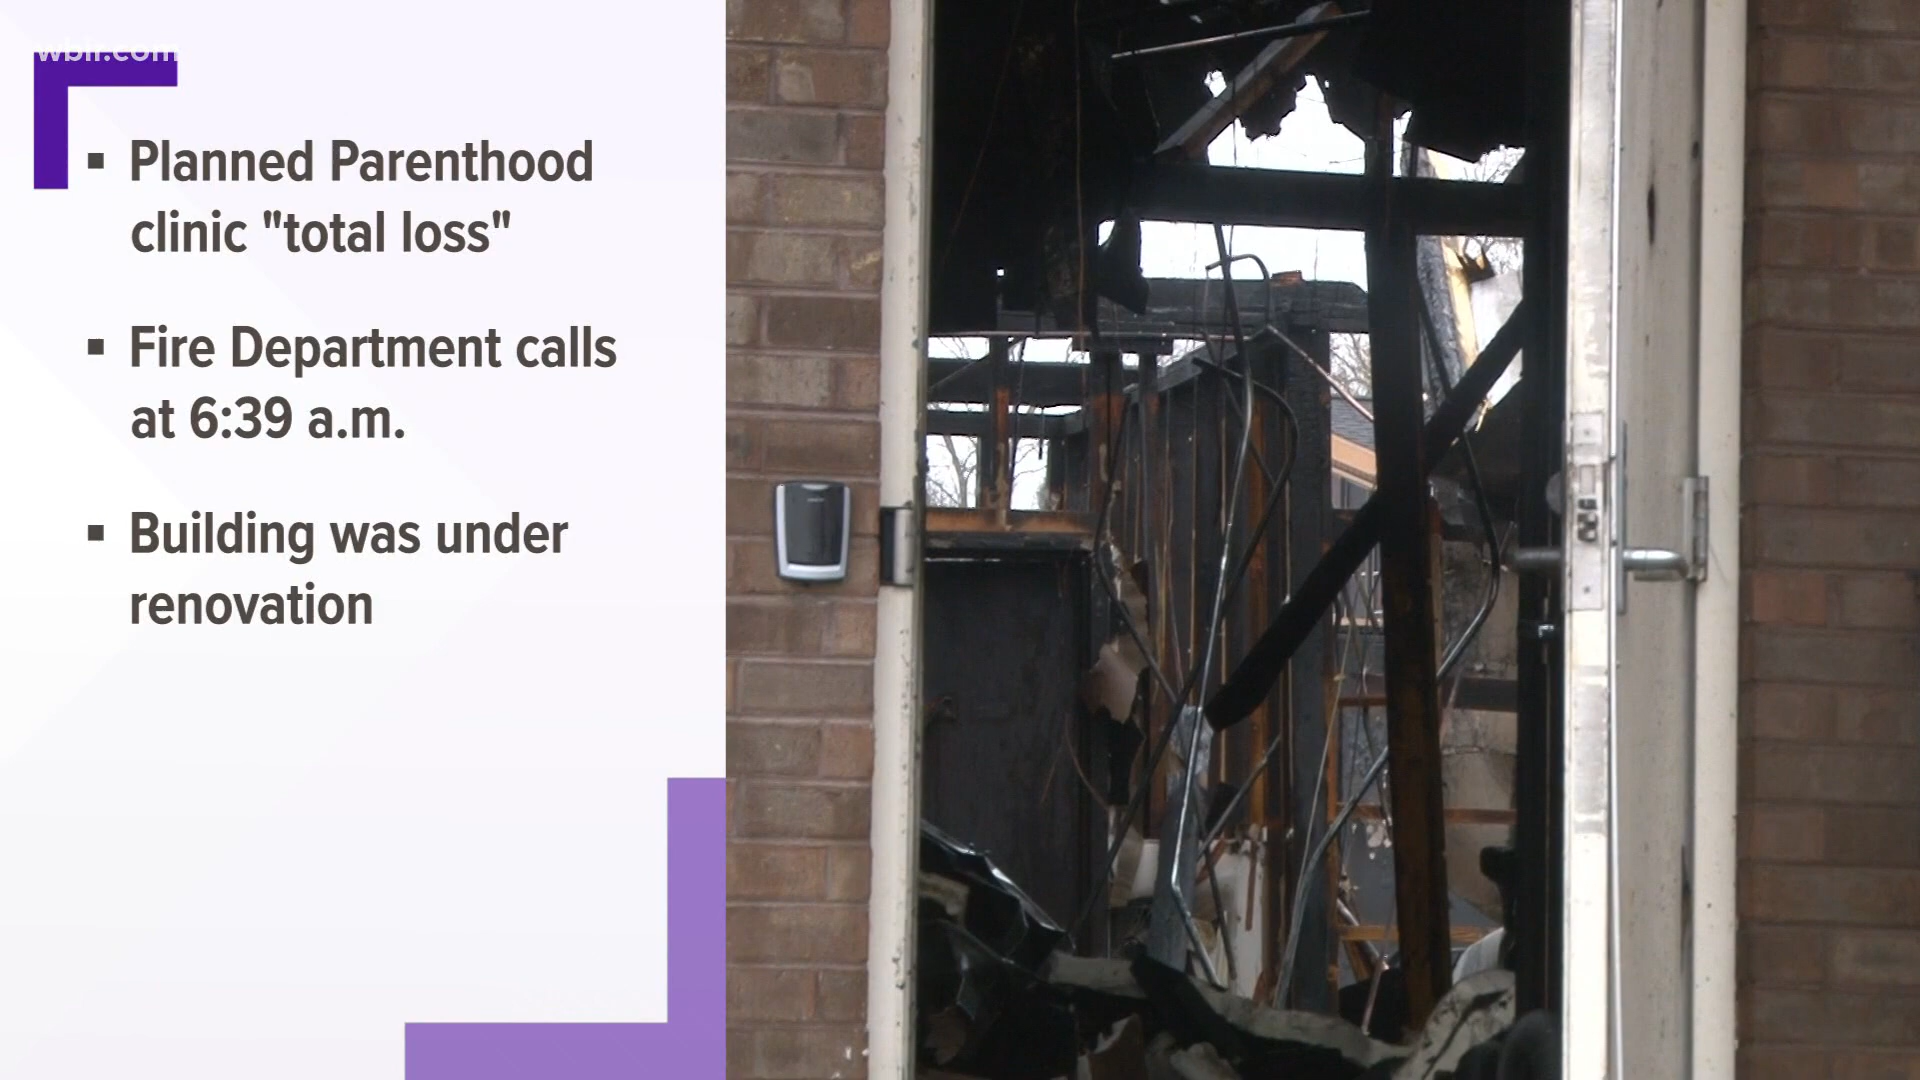 wbir.com
▪ Planned Parenthood
clinic "total loss"
▪ Fire Department calls
at 6:39 a.m.
▪ Building was under
renovation